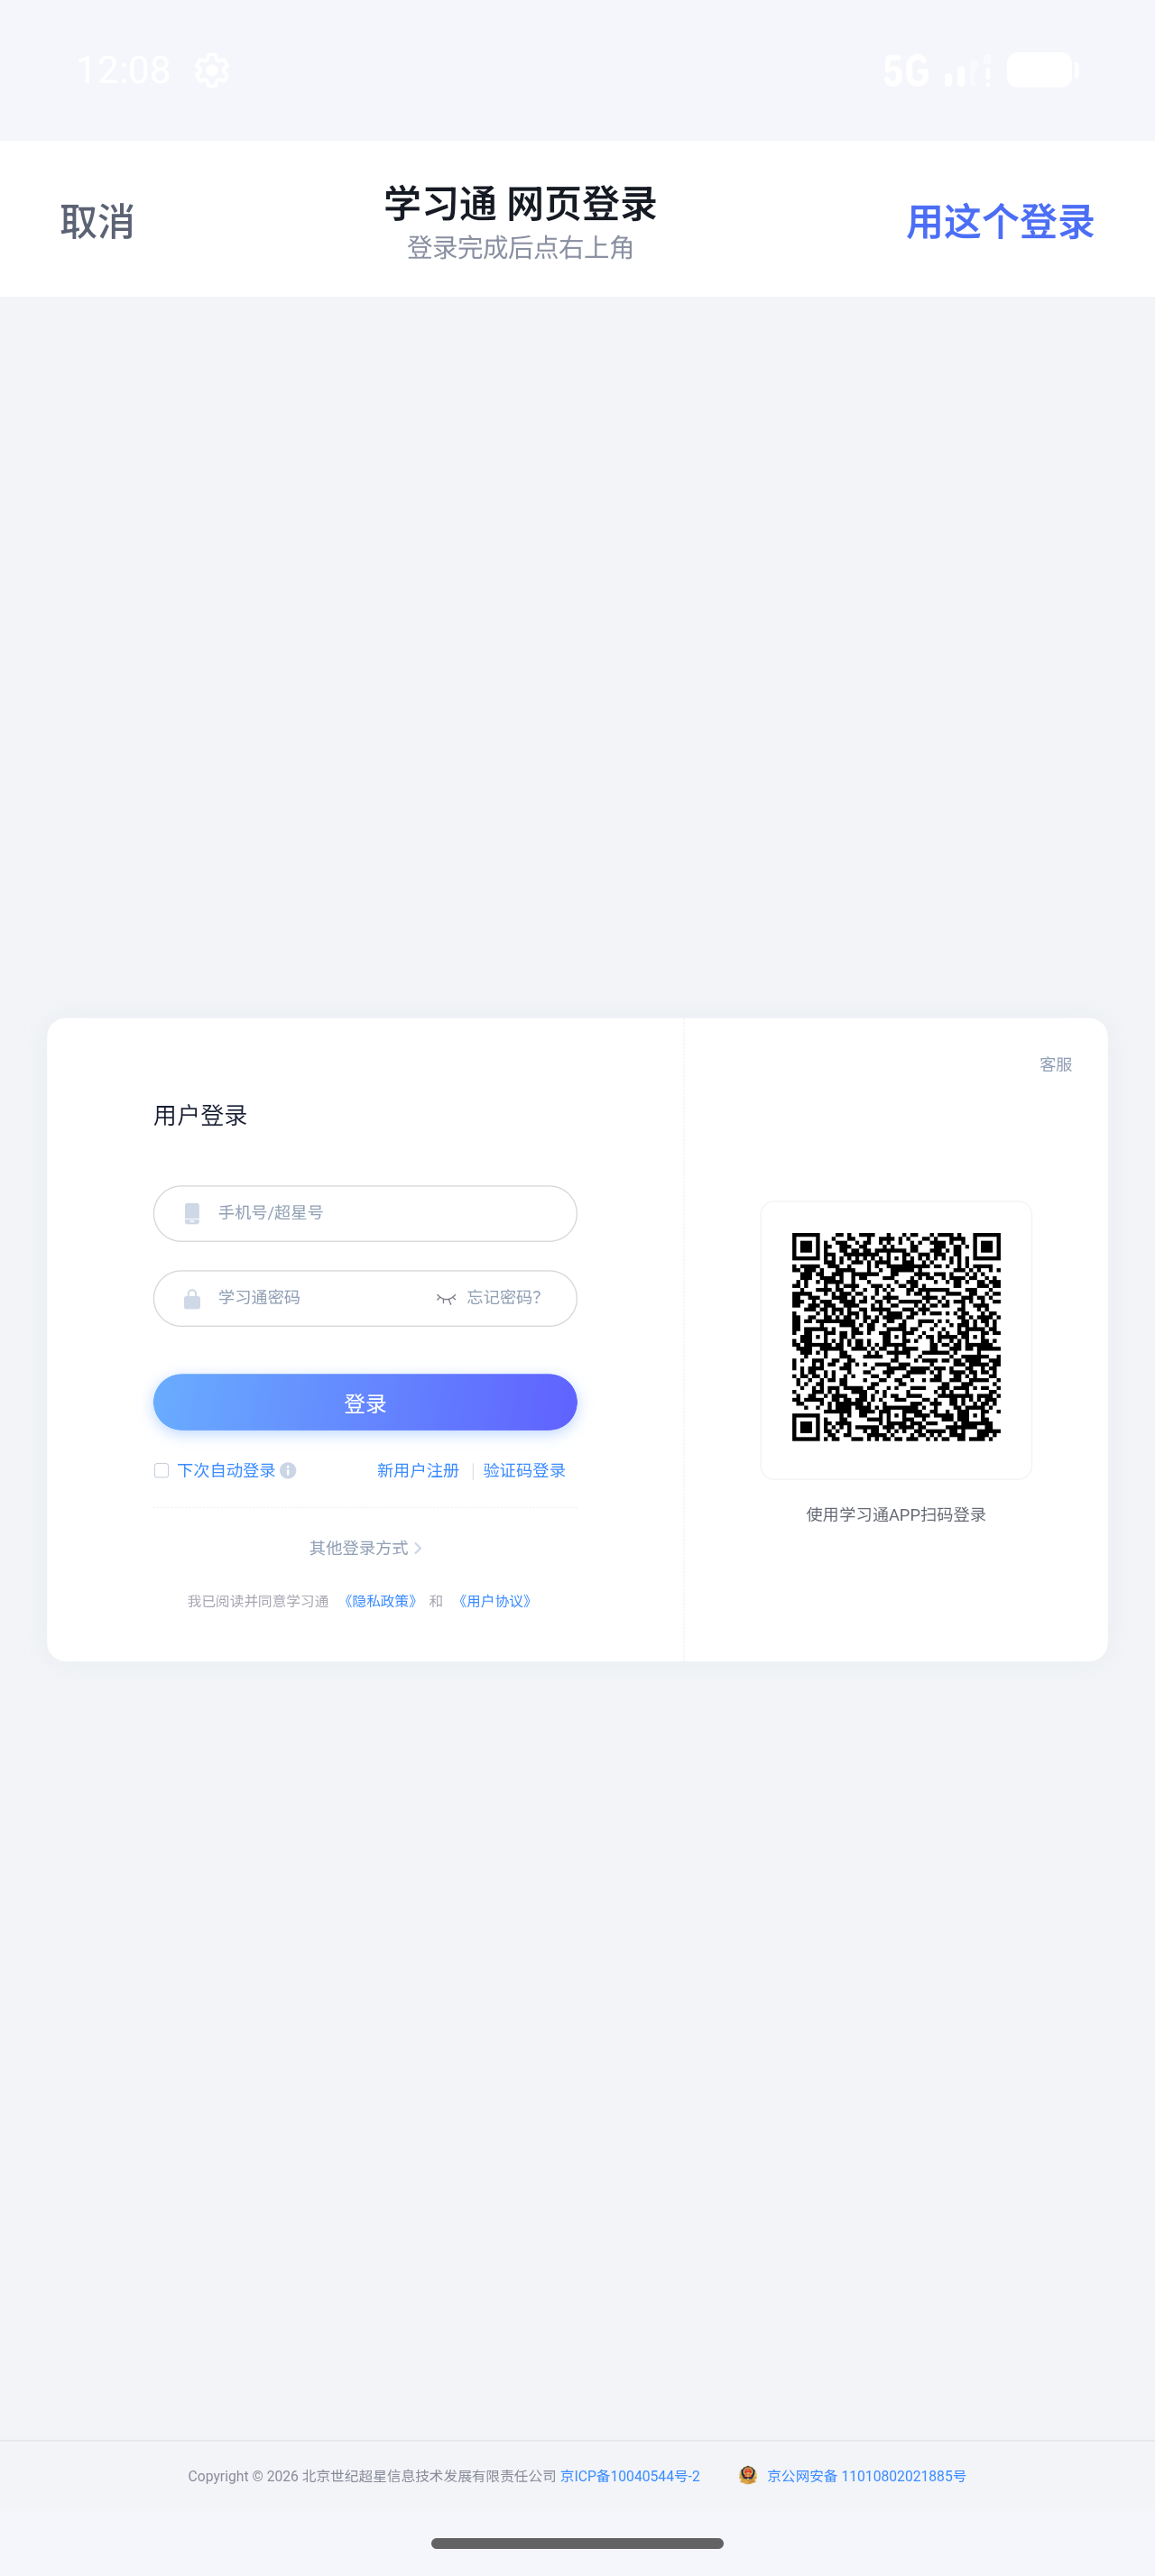 12:08
5G
取消
学习通 网页登录
登录完成后点右上角
用这个登录
客服
用户登录
手机号/超星号
学习通密码
忘记密码?
登录
下次自动登录
新用户注册
验证码登录
使用学习通APP扫码登录
其他登录方式
我已阅读并同意学习通 《隐私政策》 和 《用户协议》
Copyright © 2026 北京世纪超星信息技术发展有限责任公司 京ICP备10040544号-2 京公网安备 11010802021885号